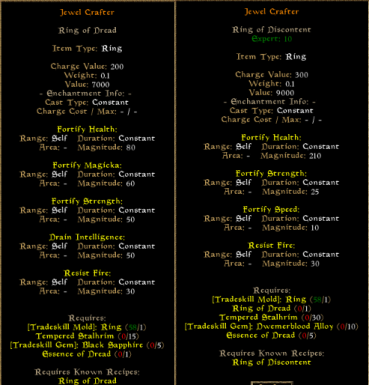 Jewel Crafter
Ring of Dread
Item Type: Ring
Charge Value: 200
Weight: 0.1
Value: 7000
- Enchantment Info: -
Cast Type: Constant
Charge Cost / Max: - / -
Fortify Health:
Range: Self Duration: Constant
Area: - Magnitude: 80
Fortify Magicka:
Range: Self Duration: Constant
Area: - Magnitude: 60
Fortify Strength:
Range: Self Duration: Constant
Area: - Magnitude: 50
Drain Intelligence:
Range: Self Duration: Constant
Area: - Magnitude: 50
Resist Fire:
Range: Self Duration: Constant
Area: - Magnitude: 30
Requires:
[Tradeskill Mold]: Ring (58/1)
Tempered Stalhrim (0/15)
[Tradeskill Gem]: Black Sapphire (0/5)
Essence of Dread (0/1)
Requires Known Recipes:
Ring of Dread
Jewel Crafter
Ring of Discontent
Expert: 10
Item Type: Ring
Charge Value: 300
Weight: 0.1
Value: 9000
- Enchantment Info: -
Cast Type: Constant
Charge Cost / Max: - / -
Fortify Health:
Range: Self Duration: Constant
Area: - Magnitude: 210
Fortify Strength:
Range: Self Duration: Constant
Area: - Magnitude: 25
Fortify Speed:
Range: Self Duration: Constant
Area: - Magnitude: 10
Resist Fire:
Range: Self Duration: Constant
Area: - Magnitude: 30
Requires:
[Tradeskill Mold]: Ring (58/1)
Ring of Dread (0/1)
Tempered Stalhrim (0/30)
[Tradeskill Gem]: Dwemerblood Alloy (0/10)
Essence of Dread (0/5)
Requires Known Recipes:
Ring of Discontent